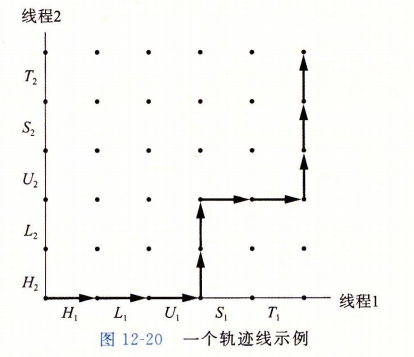 线程2
T₂
S₂
U₂
L₂
H₂
线程1
H₁ L₁ U₁ S₁ T₁
图 12-20 一个轨迹线示例